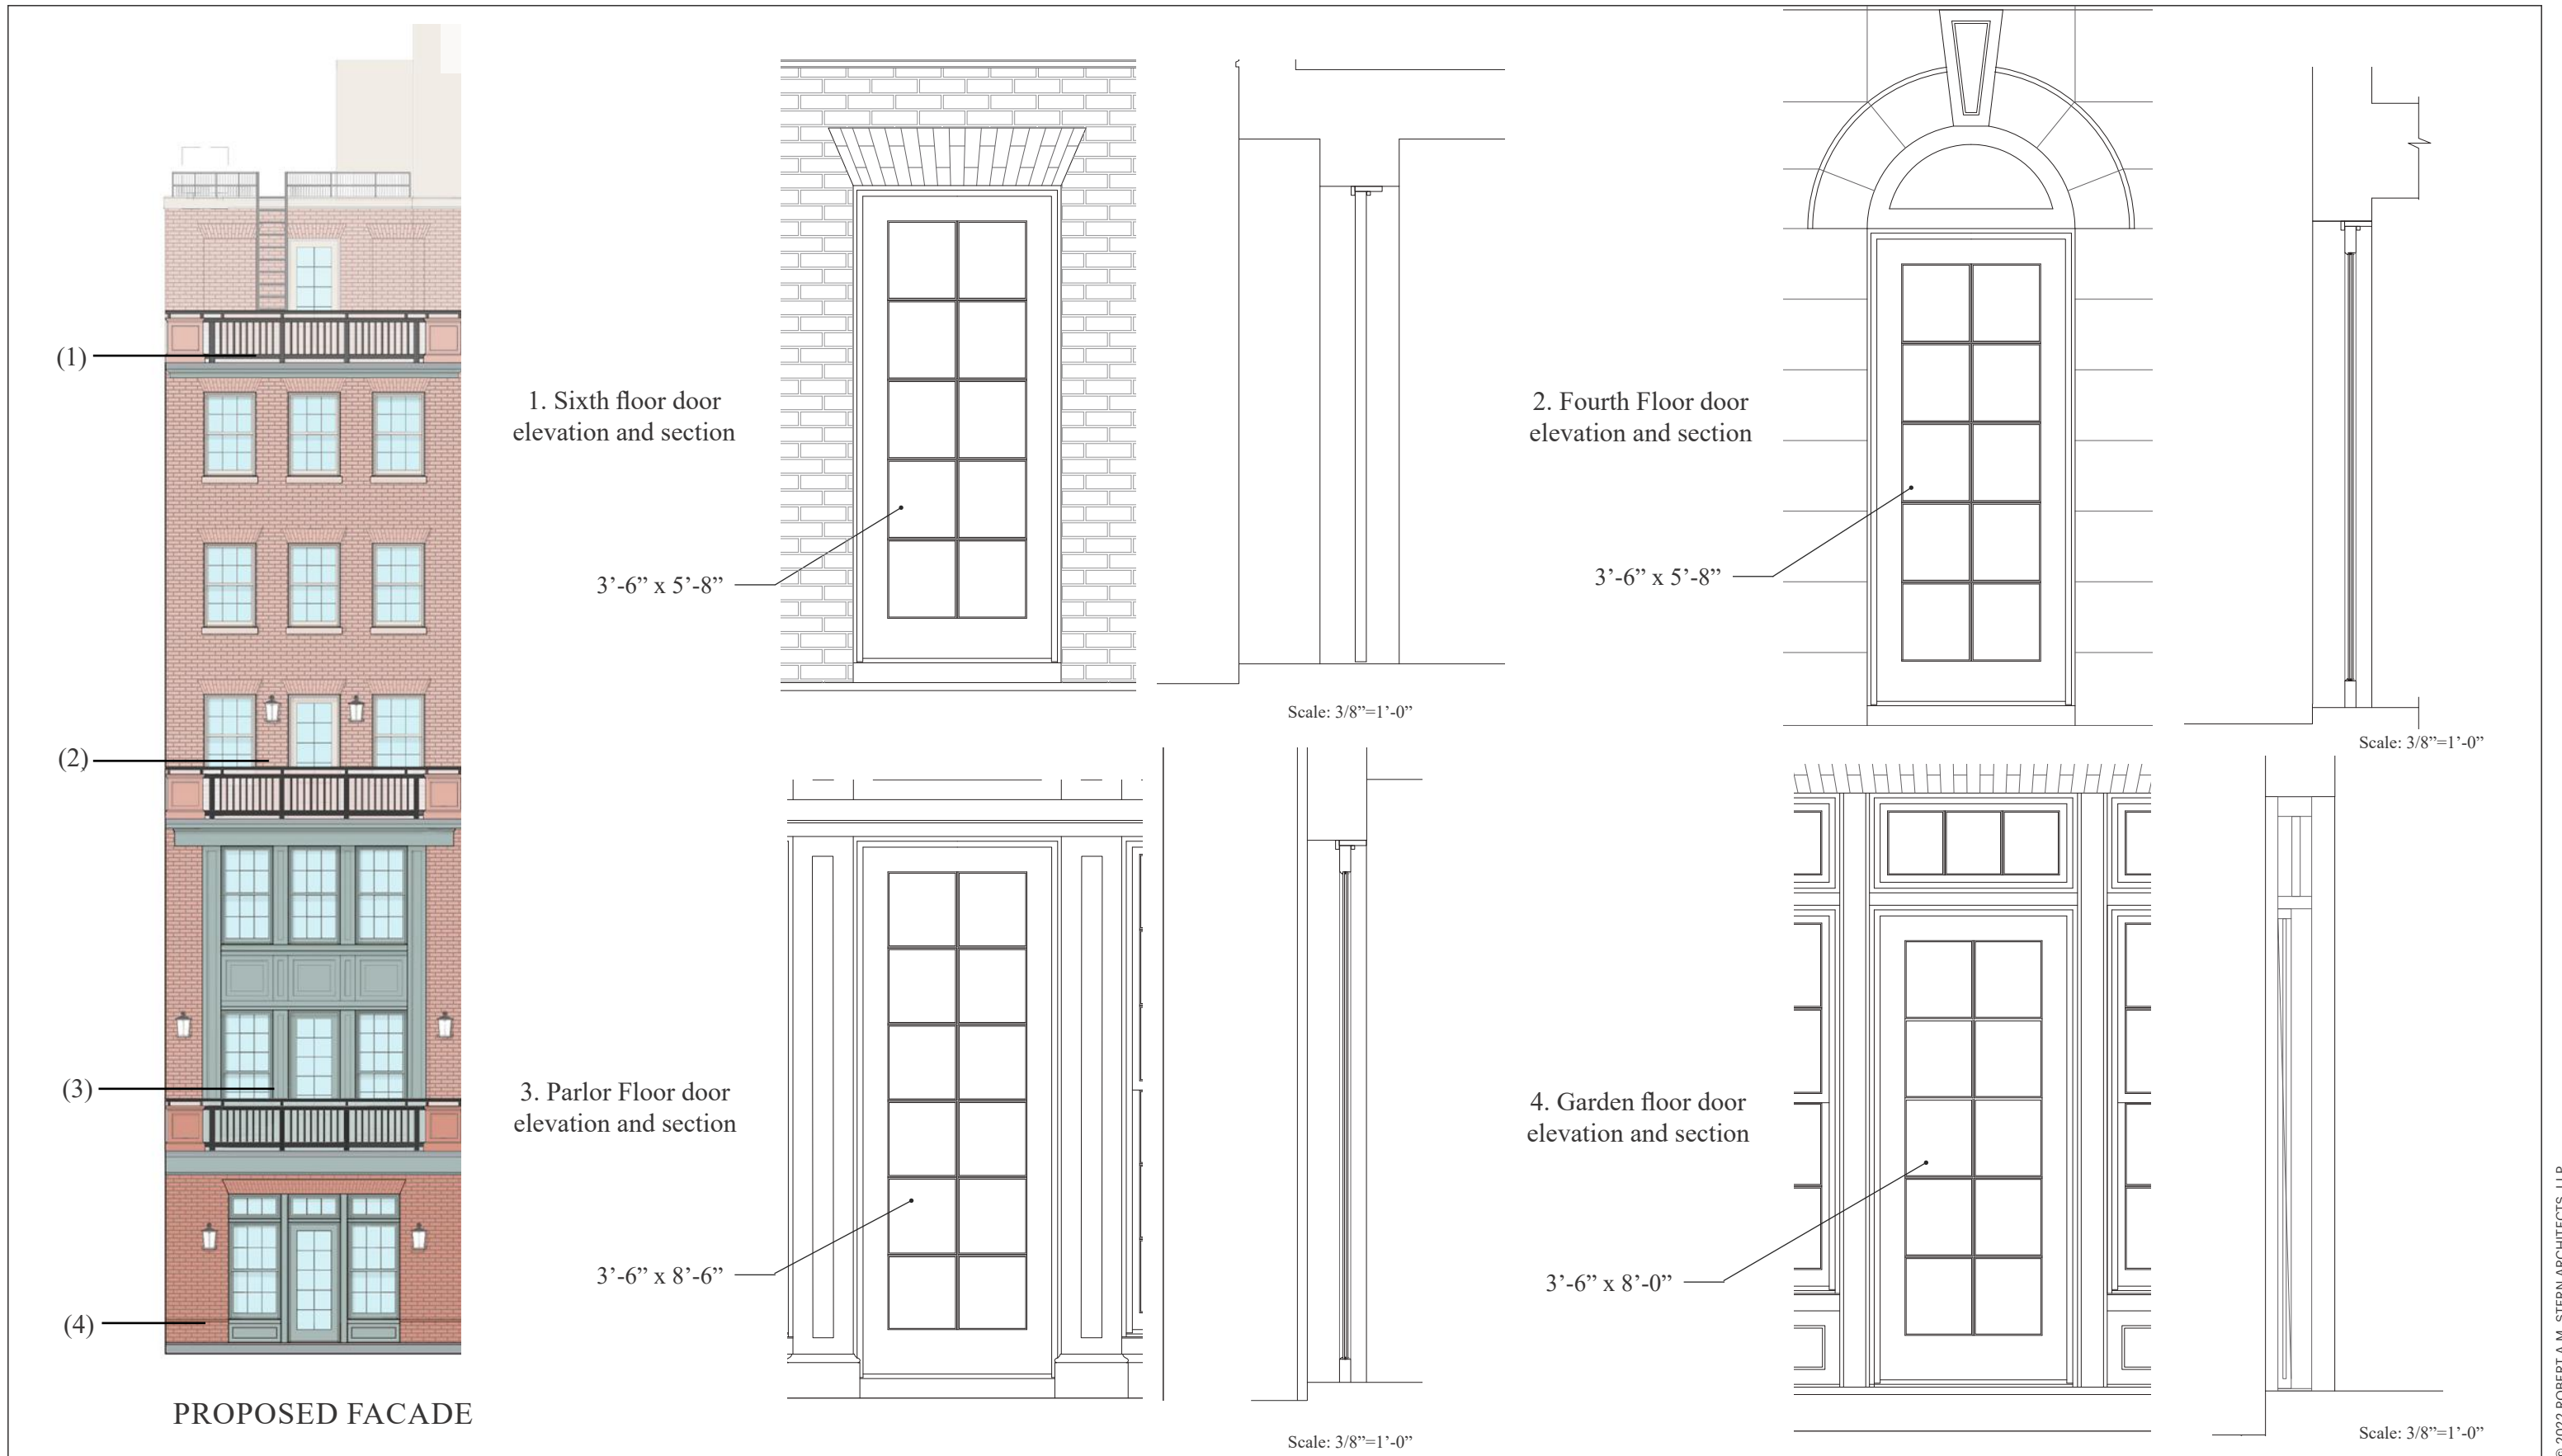 (1)
(2)
(3)
(4)
PROPOSED FACADE
1. Sixth floor door
elevation and section
3’-6” x 5’-8”
Scale: 3/8”=1’-0”
2. Fourth Floor door
elevation and section
3’-6” x 5’-8”
Scale: 3/8”=1’-0”
3. Parlor Floor door
elevation and section
3’-6” x 8’-6”
Scale: 3/8”=1’-0”
4. Garden floor door
elevation and section
3’-6” x 8’-0”
Scale: 3/8”=1’-0”
© 2022 ROBERT A.M. STERN ARCHITECTS, LLP